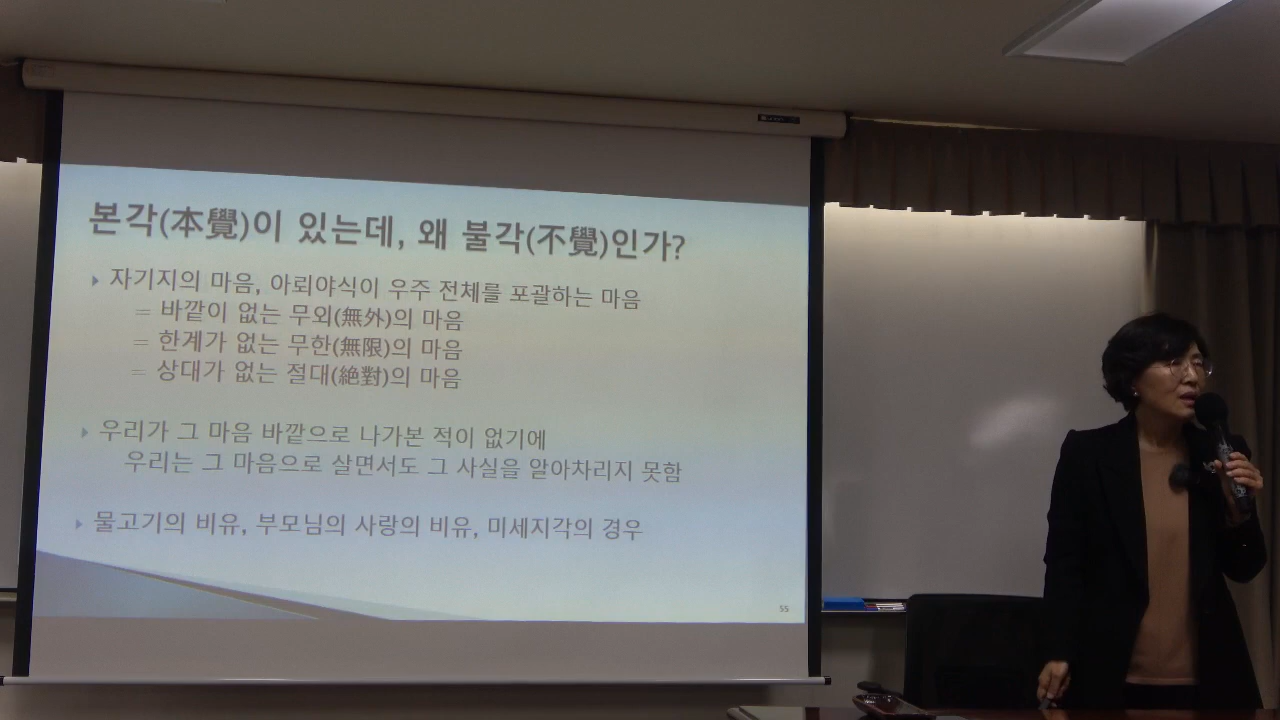 본각(本覺)이 있는데, 왜 불각(不覺)인가?
자기지의 마음, 아뢰야식이 우주 전체를 포괄하는 마음
= 바깥이 없는 무외(無外)의 마음
= 한계가 없는 무한(無限)의 마음
= 상대가 없는 절대(絶對)의 마음
우리가 그 마음 바깥으로 나가본 적이 없기에
우리는 그 마음으로 살면서도 그 사실을 알아차리지 못함
물고기의 비유, 부모님의 사랑의 비유, 미세지각의 경우
55